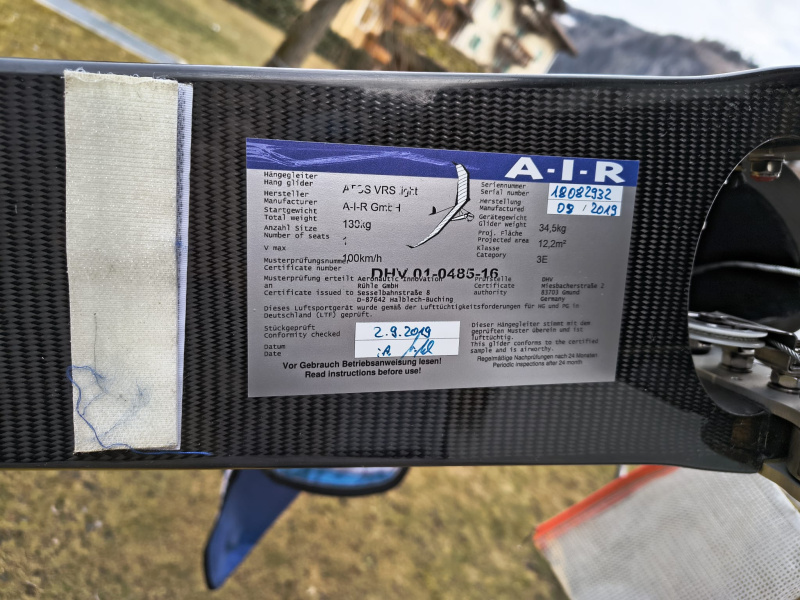 A-I-R
Hängegleiter
Hang glider
ATOS VRS light
Hersteller
Manufacturer
A-I-R GmbH
Startgewicht
Total weight
130kg
Anzahl Sitze
Number of seats
1
V max
100km/h
Seriennummer
Serial number
18082932
Herstellung
Manufactured
08 / 2019
Gerätegewicht
Glider weight
34,5kg
Proj. Fläche
Projected area
12,2m²
Klasse
Category
3E
Musterprüfungsnummer
Certificate number
DHV 01-0485-16
Musterprüfung erteilt an
Certificate issued to
Aeronautic Innovation
Rühle GmbH
Sesselbahnstraße 8
D-87642 Halblech-Buching
Prüfstelle
Certificate
authority
DHV
Miesbacherstraße 2
83703 Gmund
Germany
Dieses Luftsportgerät wurde gemäß der Lufttüchtigkeitsforderungen für HG und PG in
Deutschland (LTF) geprüft.
Stückgeprüft
Conformity checked
2.9.2019
Datum
Date
Dieser Hängegleiter stimmt mit dem
geprüften Muster überein und ist
lufttüchtig.
This glider conforms to the certified
sample and is airworthy.
Vor Gebrauch Betriebsanweisung lesen!
Read instructions before use!
Regelmäßige Nachprüfungen nach 24 Monaten
Periodic inspections after 24 month